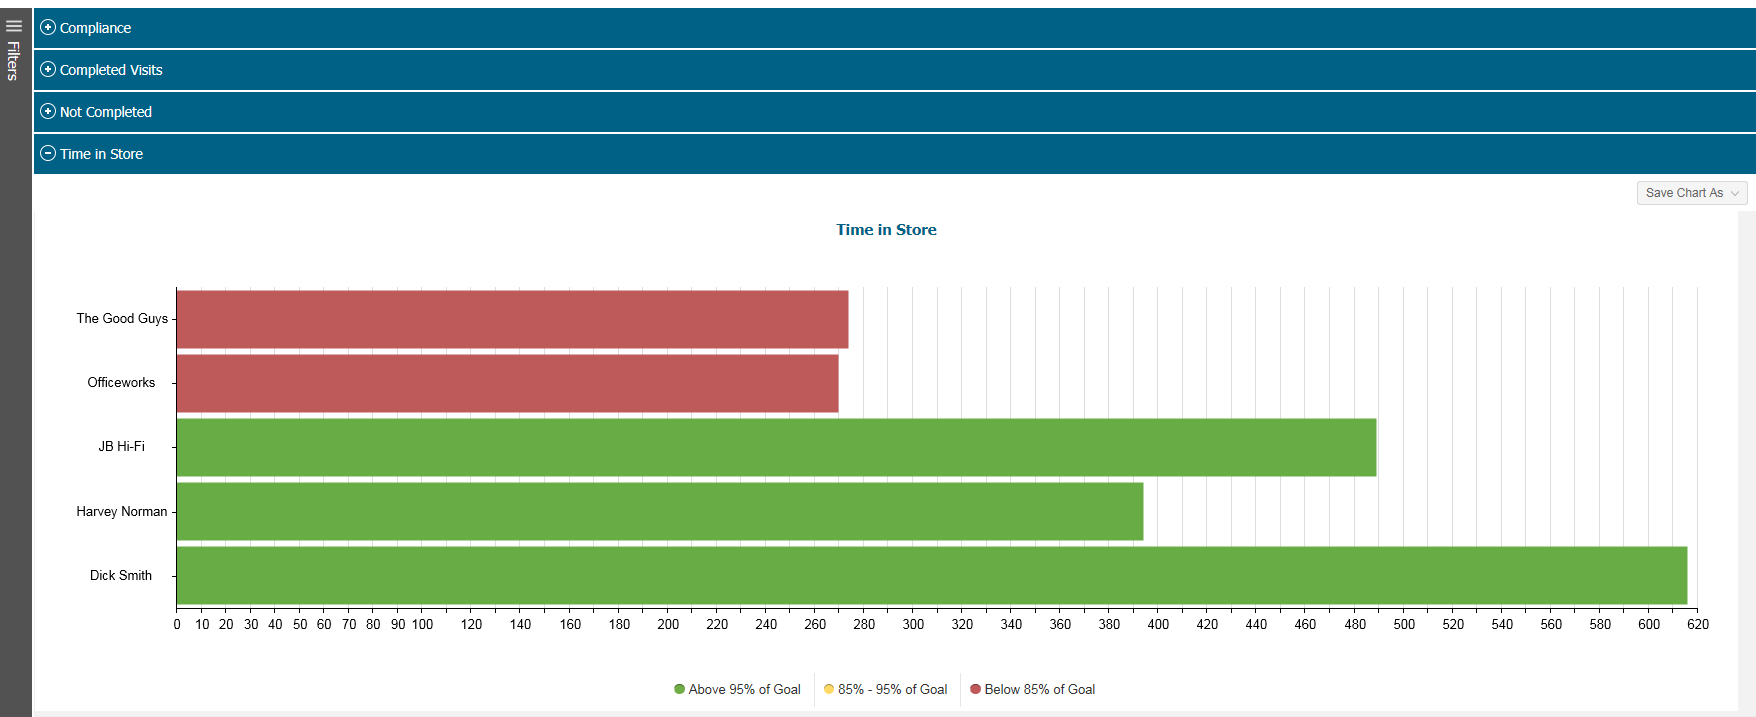 Filters
Compliance
Completed Visits
Not Completed
Time in Store
Save Chart As
Time in Store
The Good Guys
Officeworks
JB Hi-Fi
Harvey Norman
Dick Smith
0 10 20 30 40 50 60 70 80 90 100 120 140 160 180 200 220 240 260 280 300 320 340 360 380 400 420 440 460 480 500 520 540 560 580 600 620
Above 95% of Goal 85% - 95% of Goal Below 85% of Goal